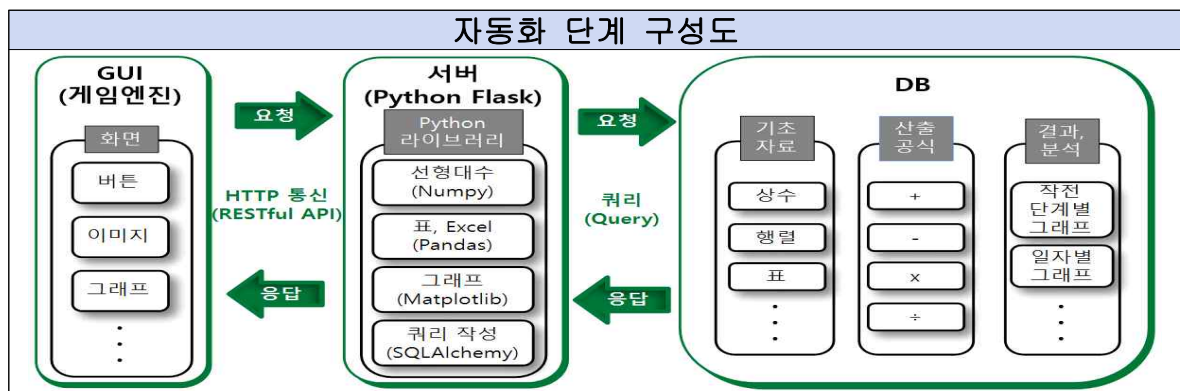 자동화 단계 구성도
GUI
(게임엔진)
화면
버튼
이미지
그래프
요청
HTTP 통신
(RESTful API)
응답
서버
(Python Flask)
Python
라이브러리
선형대수
(Numpy)
표, Excel
(Pandas)
그래프
(Matplotlib)
쿼리 작성
(SQLAlchemy)
요청
쿼리
(Query)
응답
DB
기초
자료
상수
행렬
표
산출
공식
+
-
x
÷
결과,
분석
작전
단계별
그래프
일자별
그래프